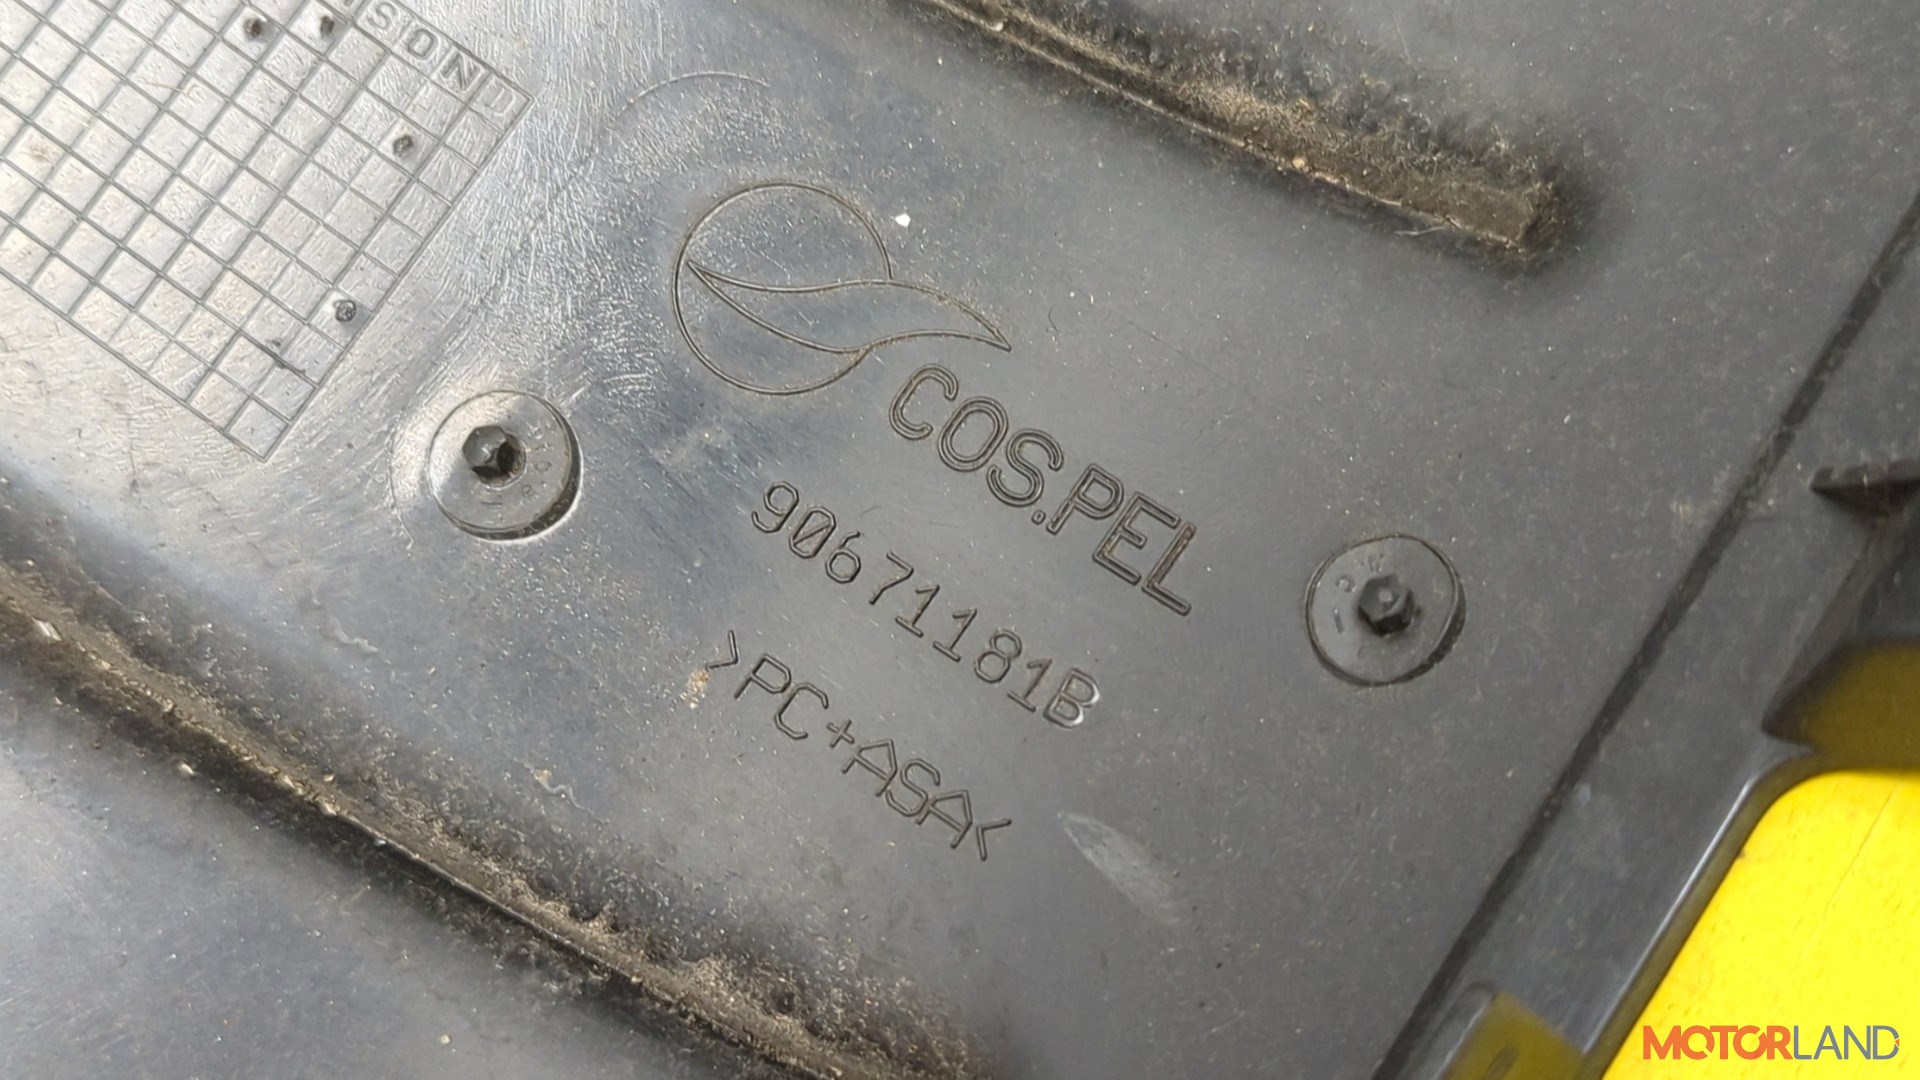 COS.PEL
90671181B
>PC+ASA<
MOTORLAND